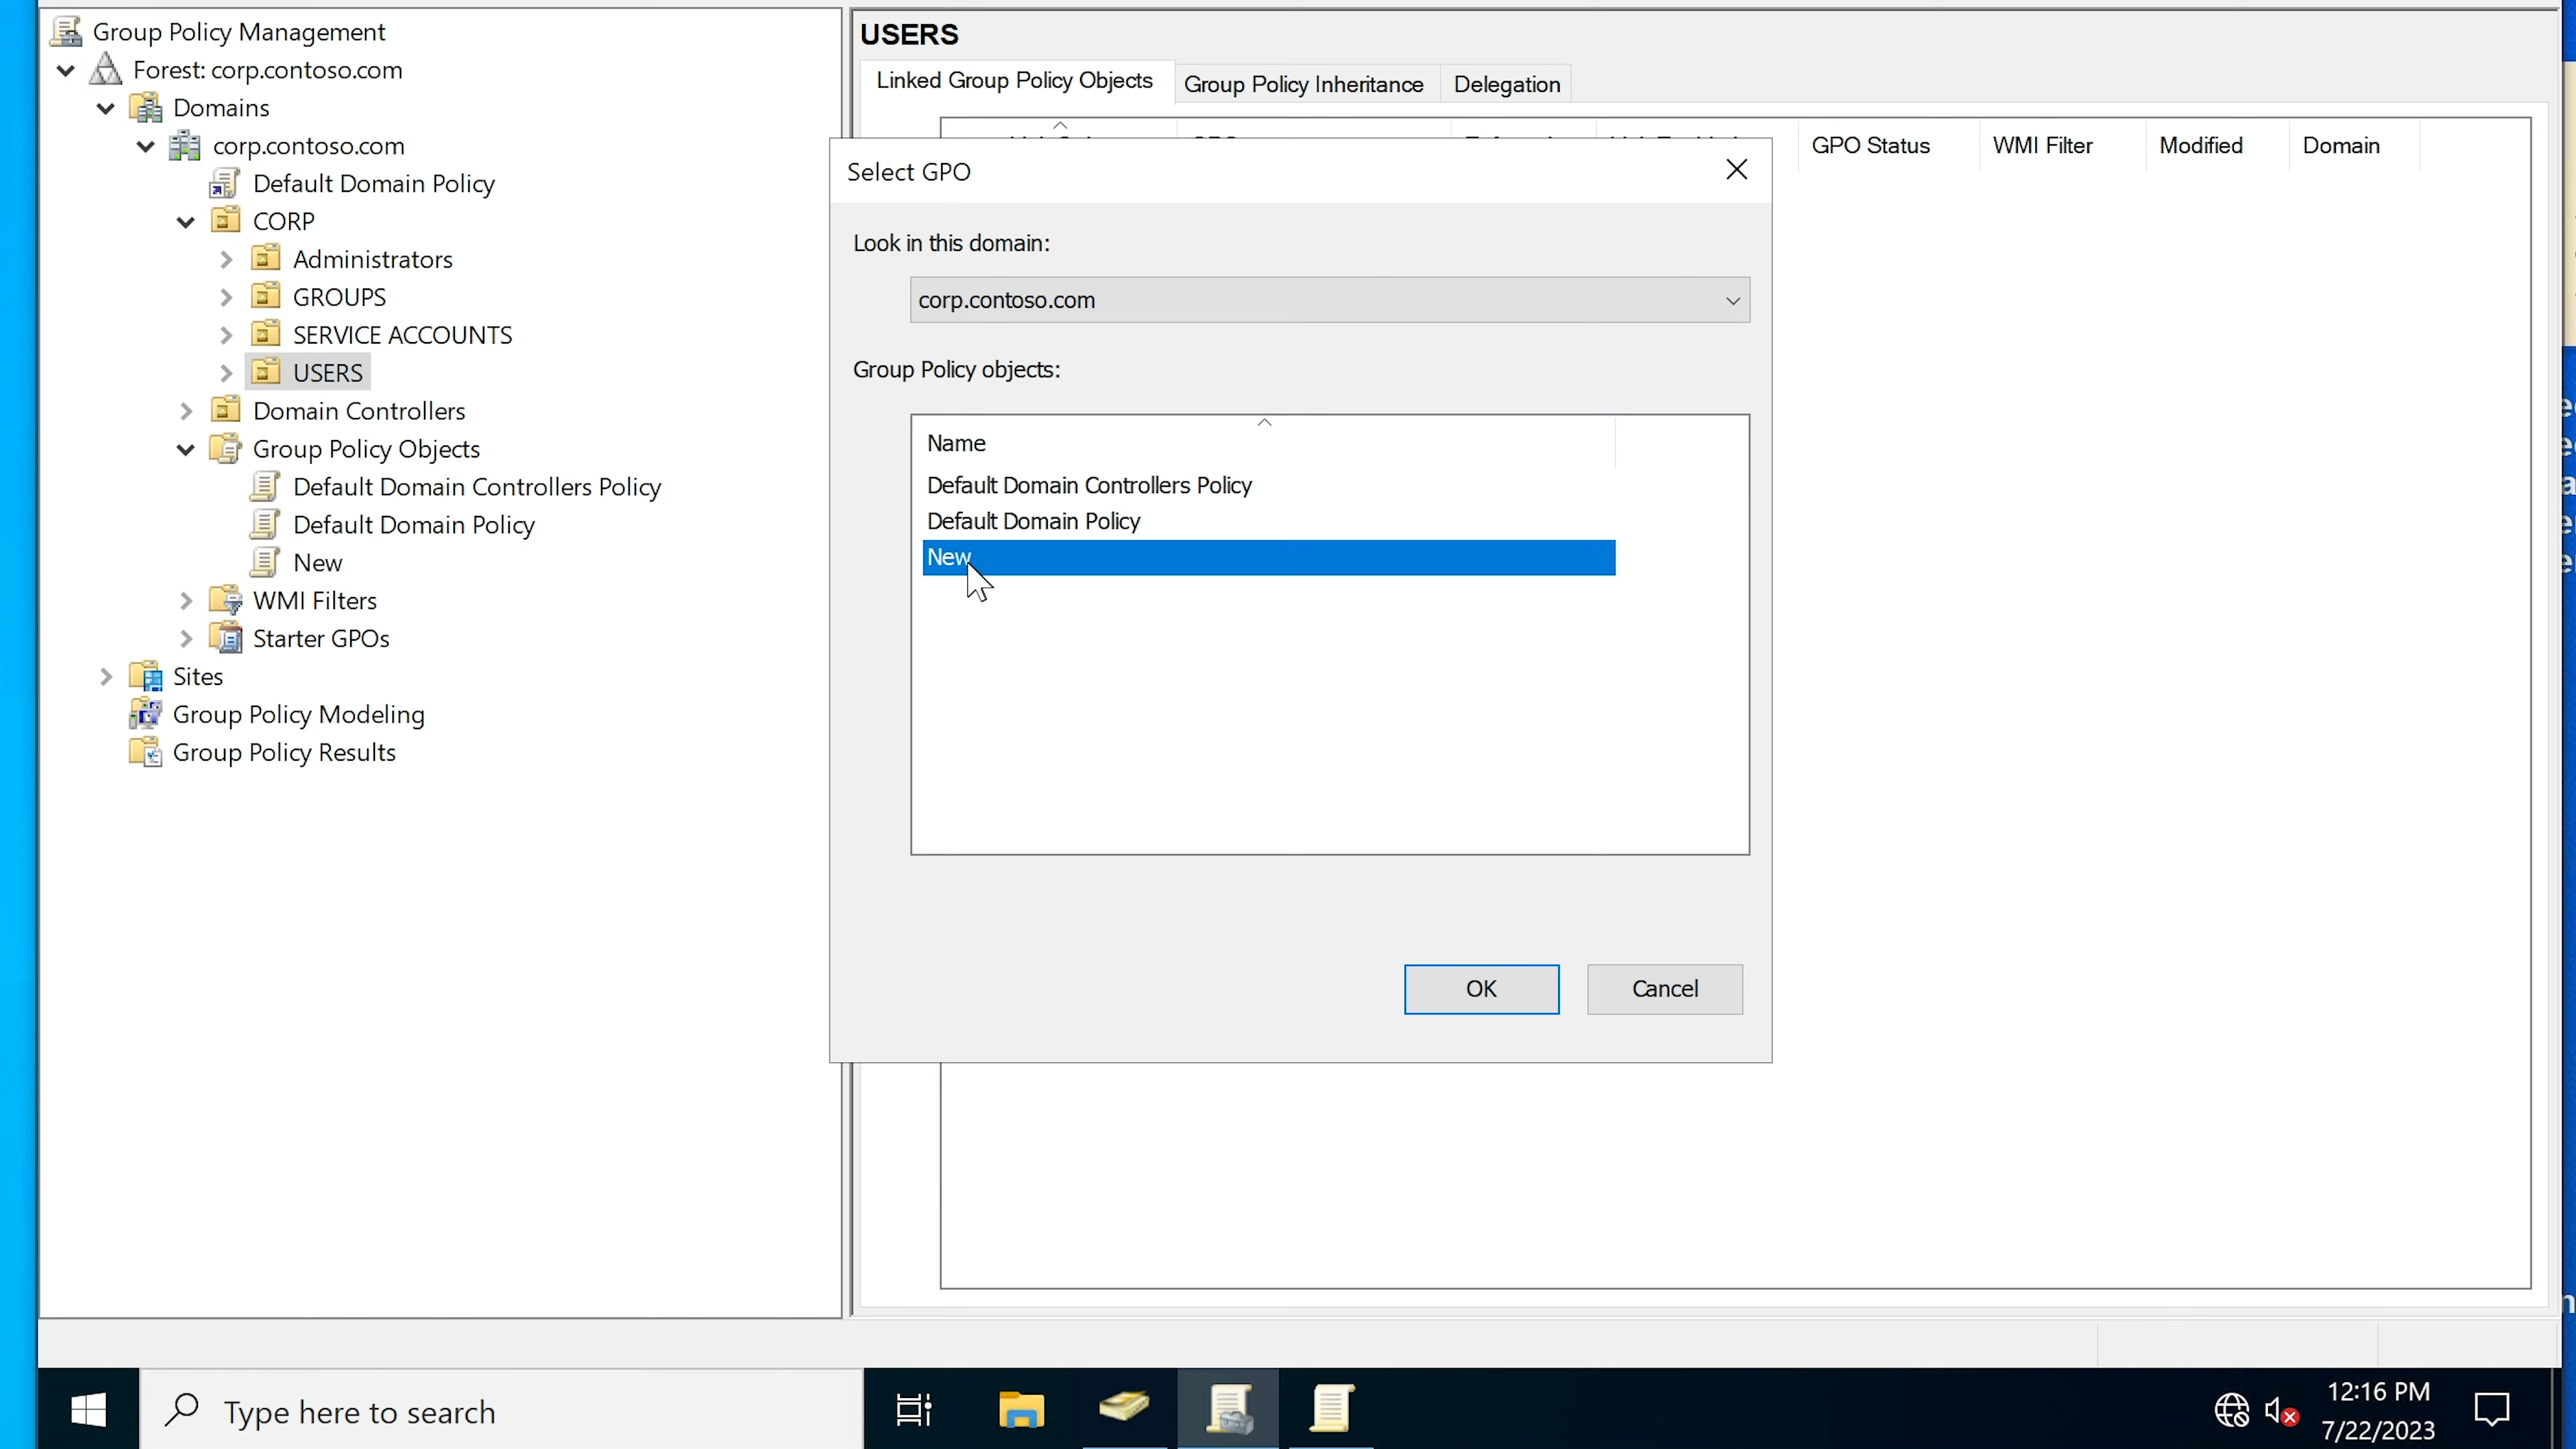 Group Policy Management
Forest: corp.contoso.com
Domains
corp.contoso.com
Default Domain Policy
CORP
Administrators
GROUPS
SERVICE ACCOUNTS
USERS
Domain Controllers
Group Policy Objects
Default Domain Controllers Policy
Default Domain Policy
New
WMI Filters
Starter GPOs
Sites
Group Policy Modeling
Group Policy Results
USERS
Linked Group Policy Objects Group Policy Inheritance Delegation
GPO Status WMI Filter Modified Domain
Select GPO
Look in this domain:
corp.contoso.com
Group Policy objects:
Name
Default Domain Controllers Policy
Default Domain Policy
New
OK Cancel
Type here to search
12:16 PM
7/22/2023